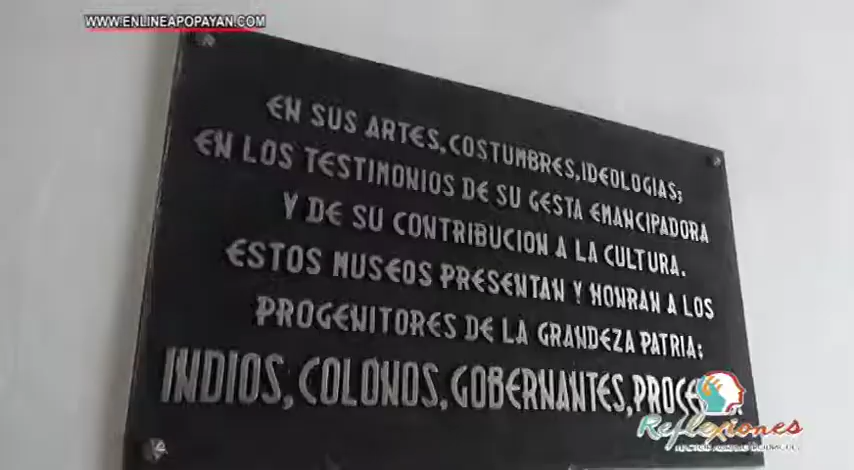 WWW.ENLINEAPOPAYAN.COM
EN SUS ARTES, COSTUMBRES, IDEOLOGIAS;
EN LOS TESTIMONIOS DE SU GESTA EMANCIPADORA
Y DE SU CONTRIBUCION A LA CULTURA.
ESTOS MUSEOS PRESENTAN Y HONRAN A LOS
PROGENITORES DE LA GRANDEZA PATRIA:
INDIOS, COLONOS, GOBERNANTES,
Reflexiones